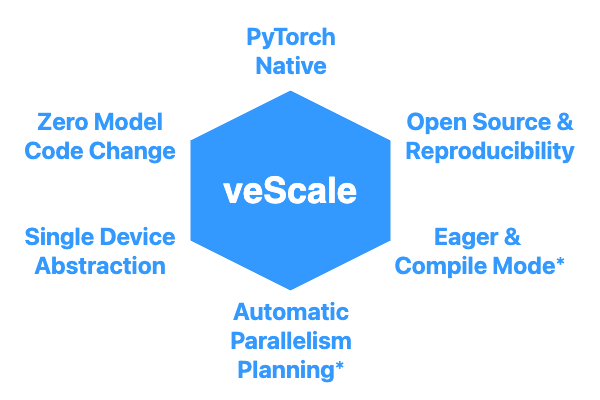 PyTorch
Native
Zero Model
Code Change
Open Source &
Reproducibility
veScale
Single Device
Abstraction
Eager &
Compile Mode*
Automatic
Parallelism
Planning*